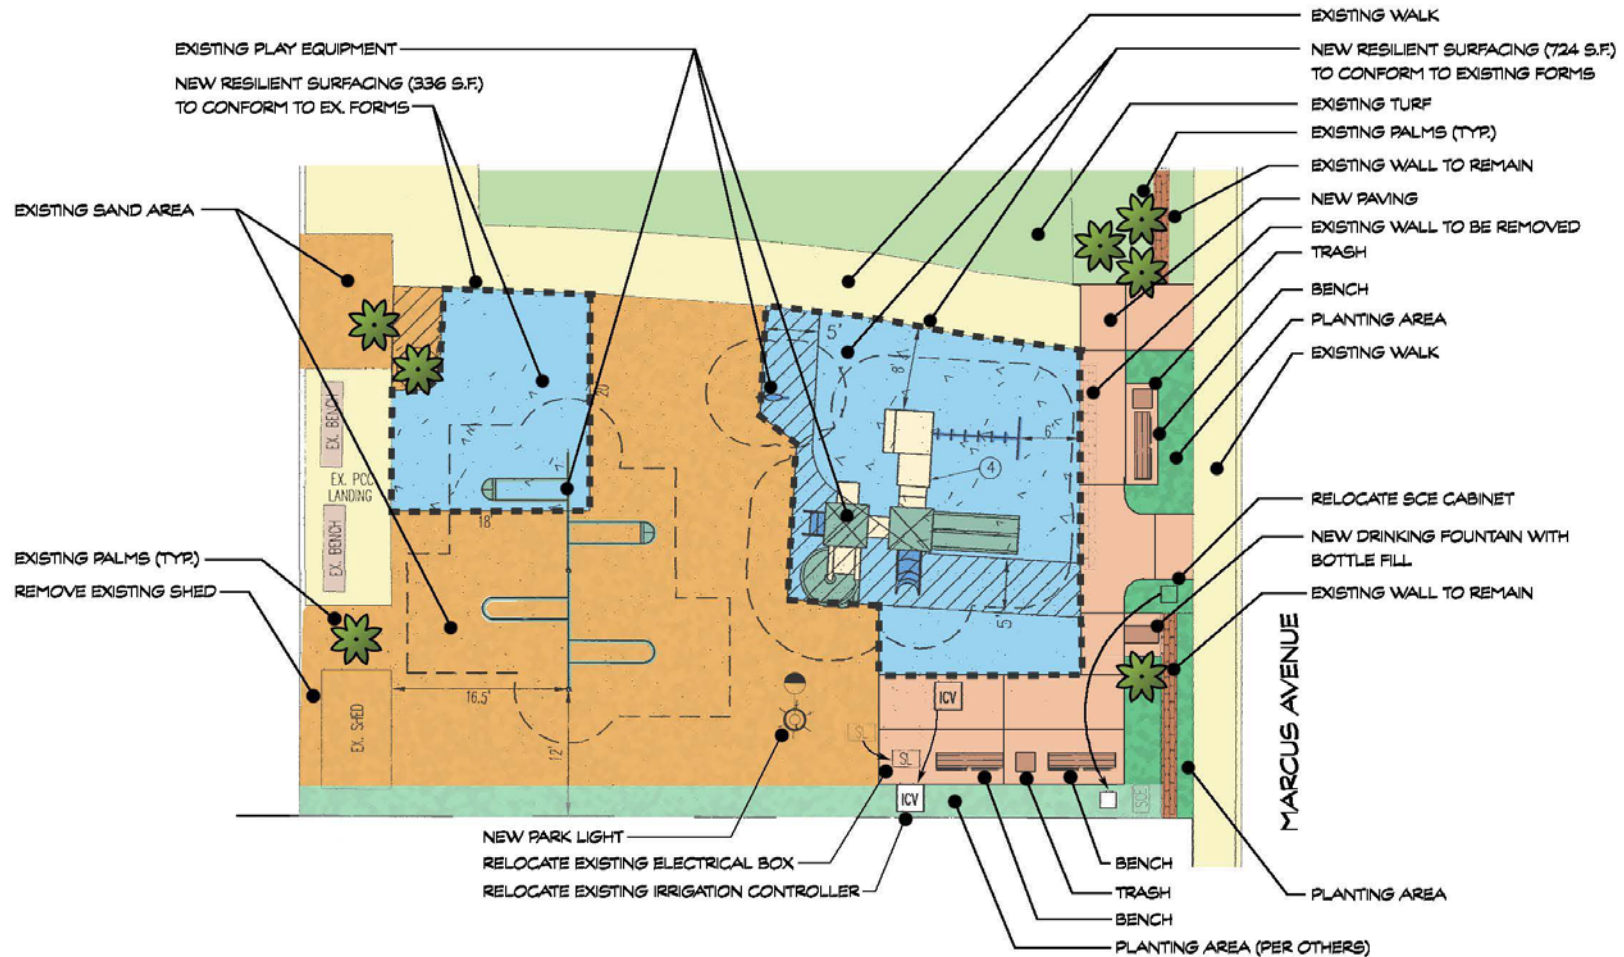 EXISTING PLAY EQUIPMENT
NEW RESILIENT SURFACING (336 S.F.)
TO CONFORM TO EX. FORMS
EXISTING SAND AREA
EXISTING PALMS (TYP.)
REMOVE EXISTING SHED
EXISTING WALK
NEW RESILIENT SURFACING (724 S.F.)
TO CONFORM TO EXISTING FORMS
EXISTING TURF
EXISTING PALMS (TYP.)
EXISTING WALL TO REMAIN
NEW PAVING
EXISTING WALL TO BE REMOVED
TRASH
BENCH
PLANTING AREA
EXISTING WALK
RELOCATE SCE CABINET
NEW DRINKING FOUNTAIN WITH
BOTTLE FILL
EXISTING WALL TO REMAIN
MARCUS AVENUE
PLANTING AREA
EX. BENCH
EX. PCC
LANDING
EX. BENCH
EX. SHED
20'
18'
16.5'
12'
5'
8'
6'
4
5'
ICV
SL
SL
ICV
SCE
NEW PARK LIGHT
RELOCATE EXISTING ELECTRICAL BOX
RELOCATE EXISTING IRRIGATION CONTROLLER
BENCH
TRASH
BENCH
PLANTING AREA (PER OTHERS)